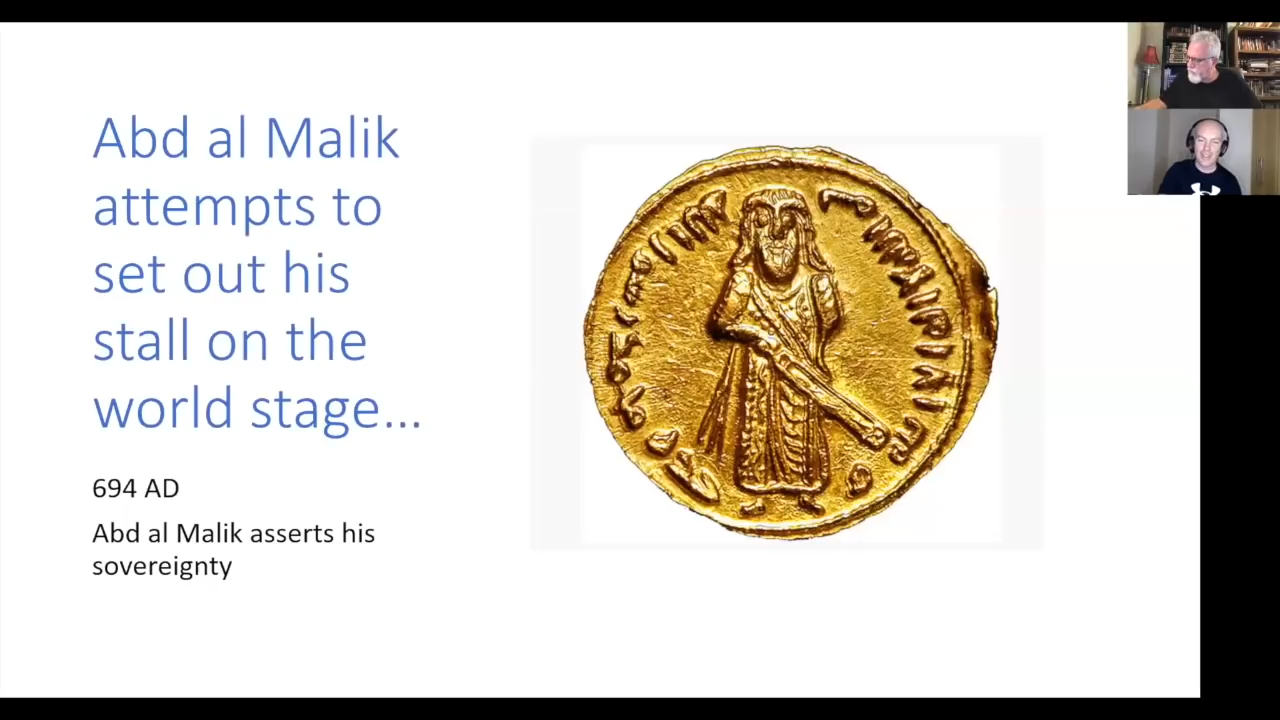 Abd al Malik
attempts to
set out his
stall on the
world stage...
694 AD
Abd al Malik asserts his
sovereignty